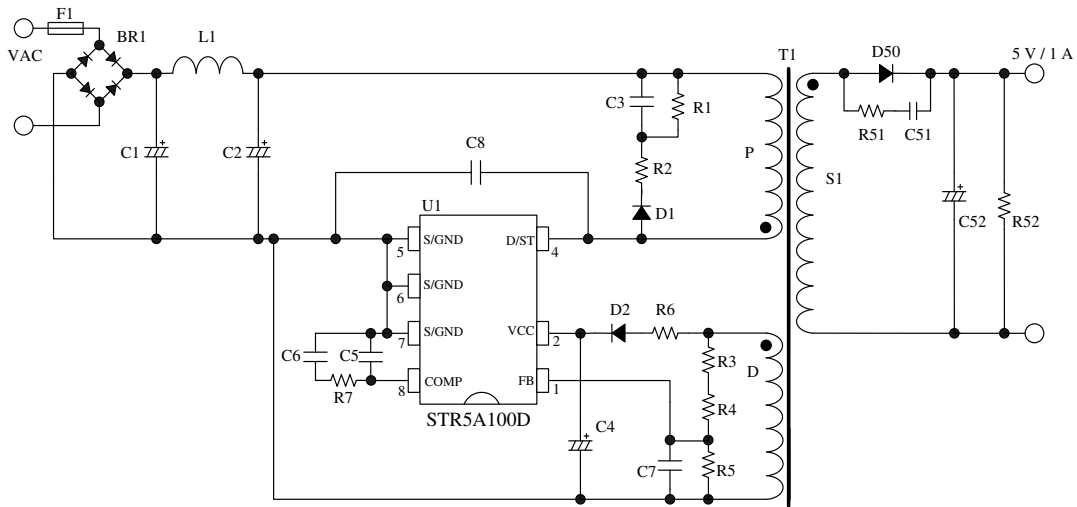 F1
VAC
BR1
L1
T1
D50
5 V / 1 A
C3
R1
R51
C51
C1
C2
C8
R2
P
S1
U1
D1
C52
R52
S/GND
D/ST
5
4
S/GND
6
D2
R6
S/GND
VCC
7
2
C6
C5
R3
D
R7
COMP
FB
8
1
R4
STR5A100D
C4
C7
R5